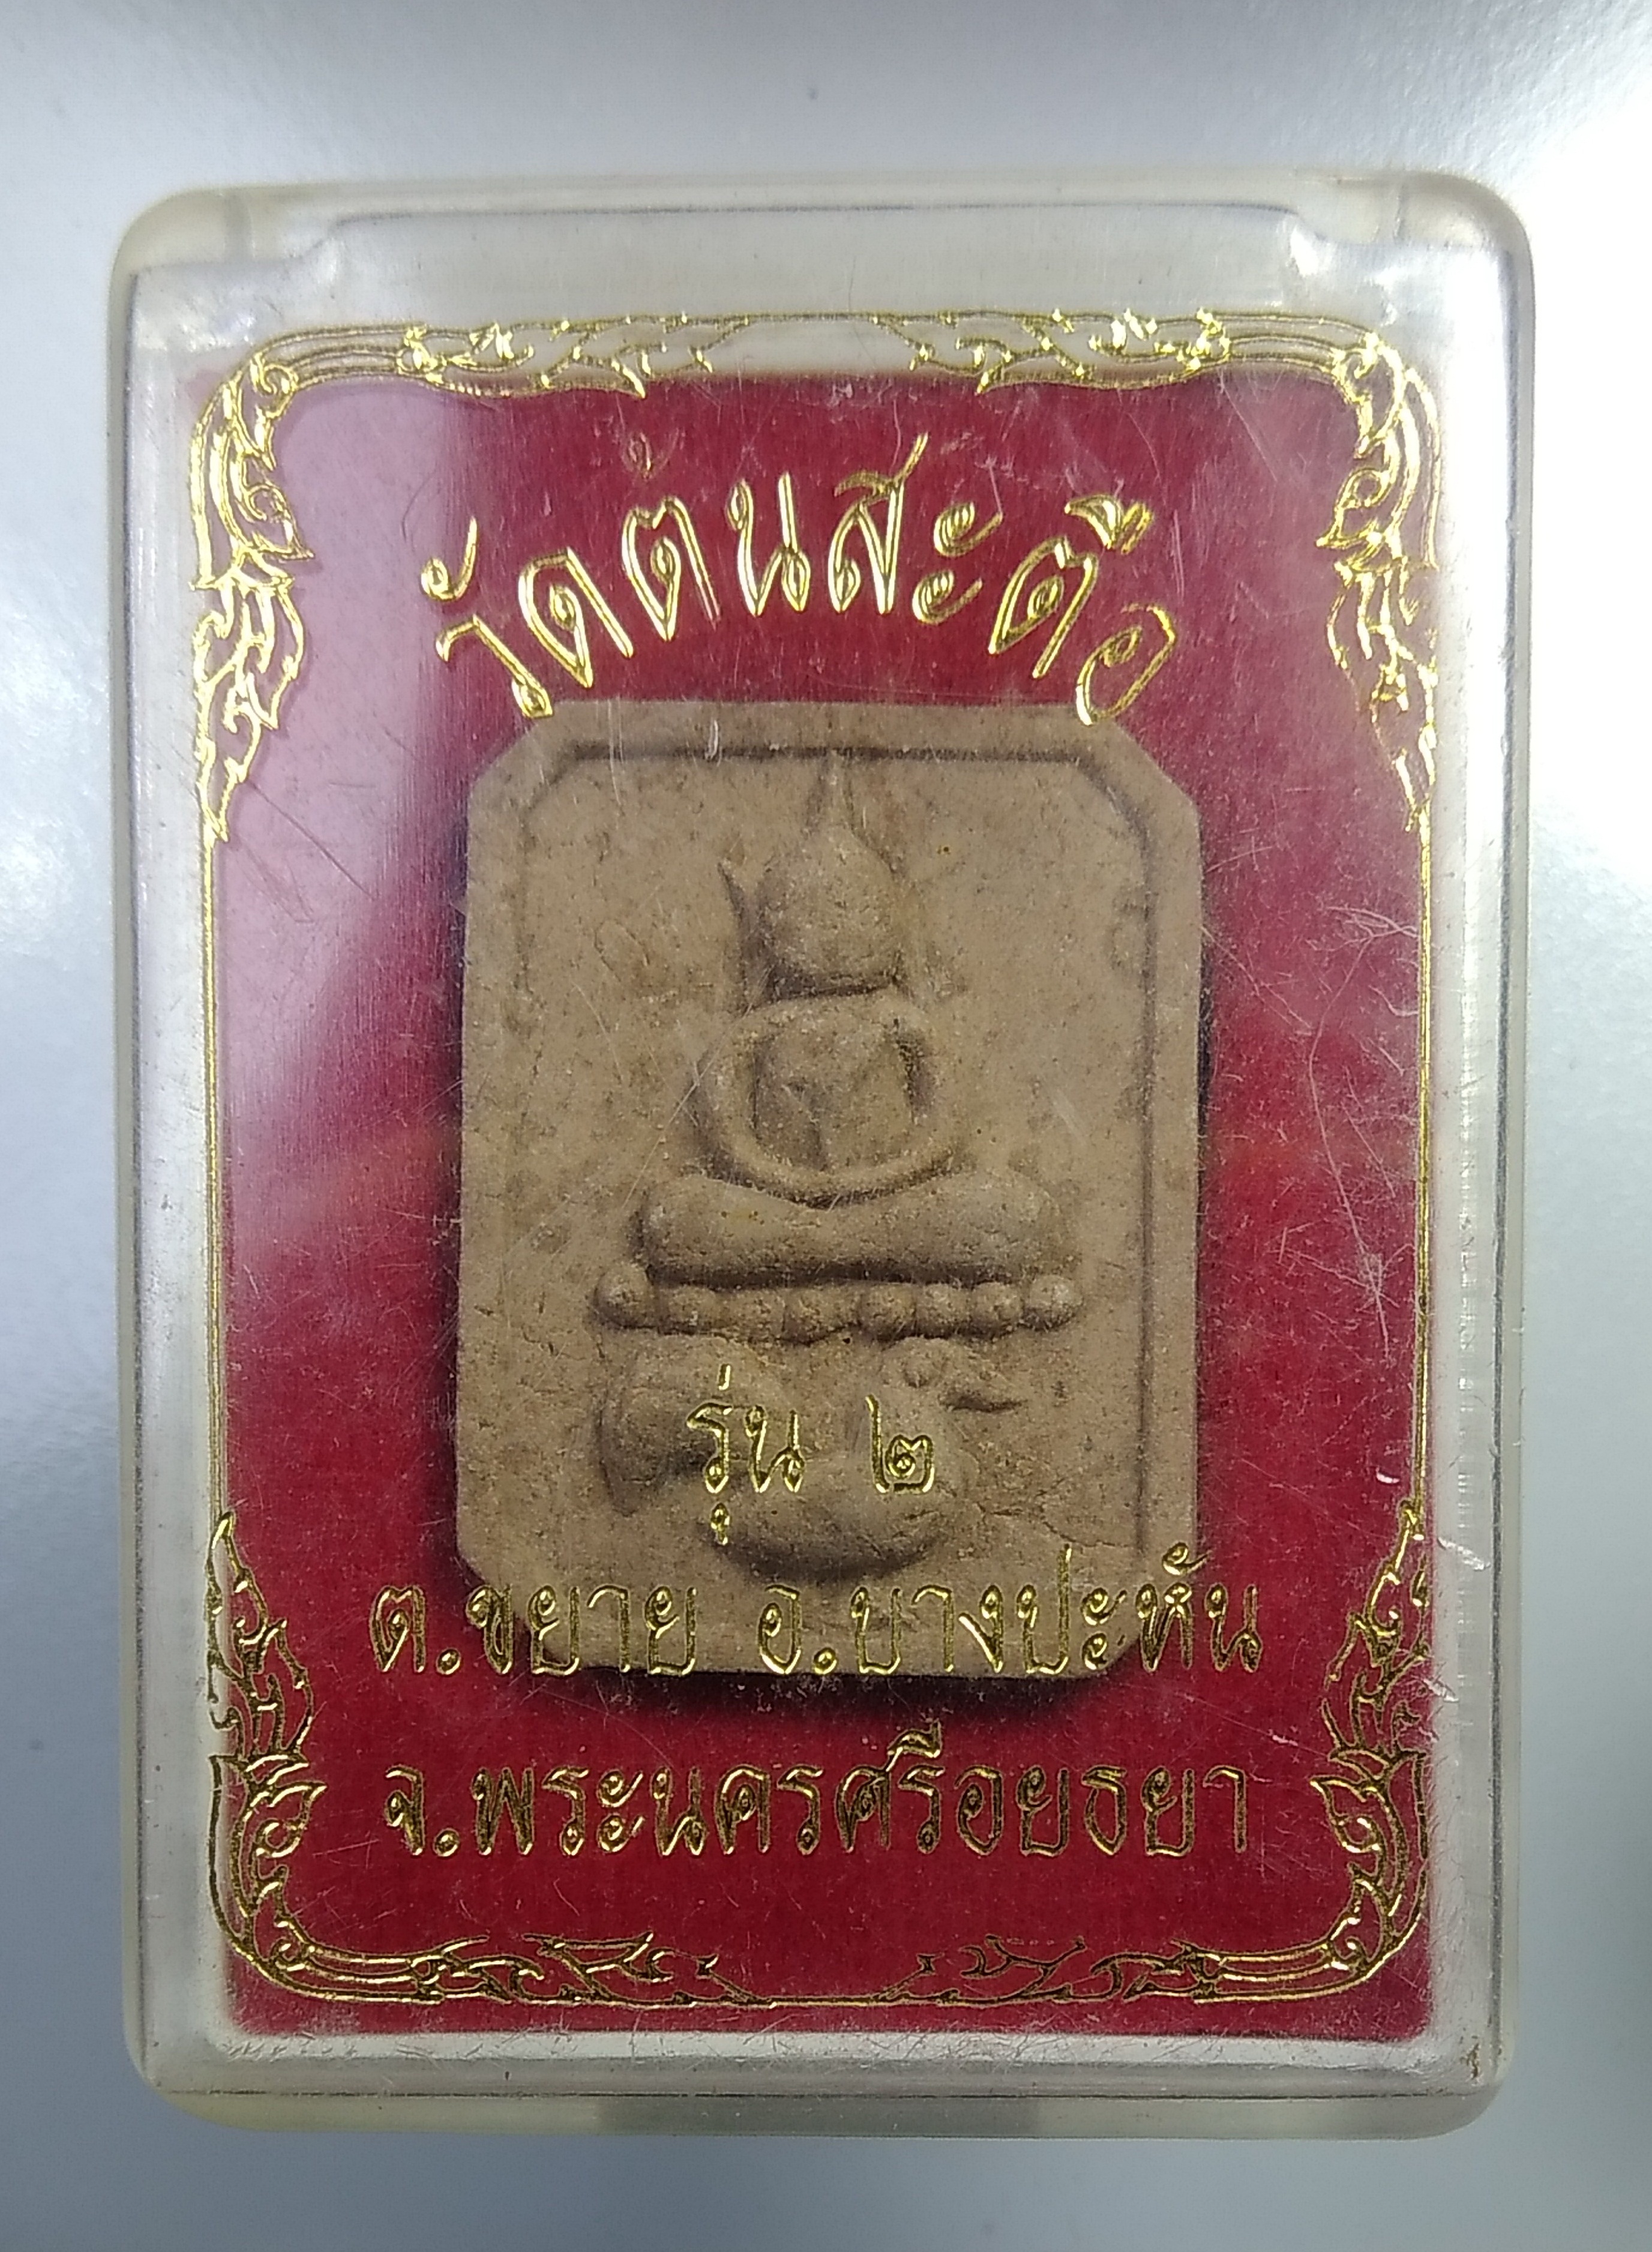 วัดต้นสะตือ
รุ่น ๒
ต.ขยาย อ.บางปะหัน
จ.พระนครศรีอยุธยา